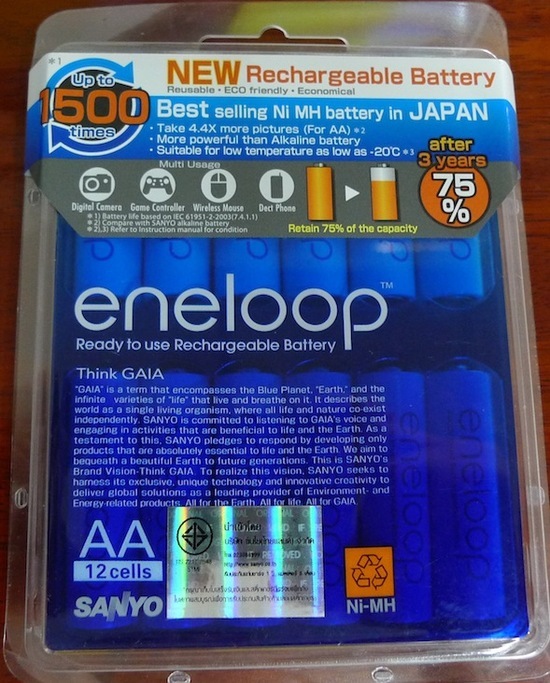 *1
NEW Rechargeable Battery
Reusable • ECO friendly • Economical
Up to
1500
times
Best selling Ni MH battery in JAPAN
• Take 4.4X more pictures (For AA) *2
• More powerful than Alkaline battery
• Suitable for low temperature as low as -20°C *3
after
3 years
75
%
Multi Usage
Digital Camera Game Controller Wireless Mouse Dect Phone
*1) Battery life based on IEC 61951-2-2003(7.4.1.1)
*2) Compare with SANYO alkaline battery
*2),3) Refer to Instruction manual for condition
Retain 75% of the capacity
eneloop™
Ready to use Rechargeable Battery
Think GAIA
"GAIA" is a term that encompasses the Blue Planet, "Earth," and the
infinite varieties of "life" that live and breathe on it. It describes the
world as a single living organism, where all life and nature co-exist
independently. SANYO is committed to listening to GAIA's voice and
engaging in activities that are beneficial to life and the Earth. As a
testament to this, SANYO pledges to respond by developing only
products that are absolutely essential to life and the Earth. We aim to
bequeath a beautiful Earth to future generations. This is SANYO's
Brand Vision-Think GAIA. To realize this vision, SANYO seeks to
harness its exclusive, unique technology and innovative creativity to
deliver global solutions as a leading provider of Environment- and
Energy-related products. All for the Earth. All for life. All for GAIA.
eneloop
eneloop
AA
12 cells
SANYO
นำเข้าโดย
Ni-MH